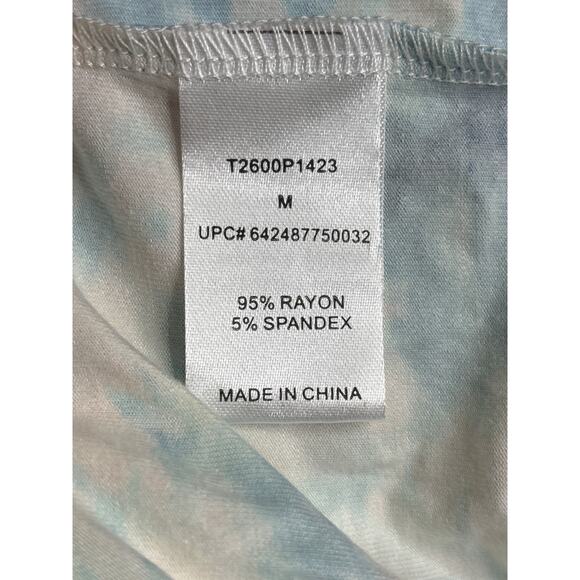 T2600P1423
M
UPC# 642487750032
95% RAYON
5% SPANDEX
MADE IN CHINA